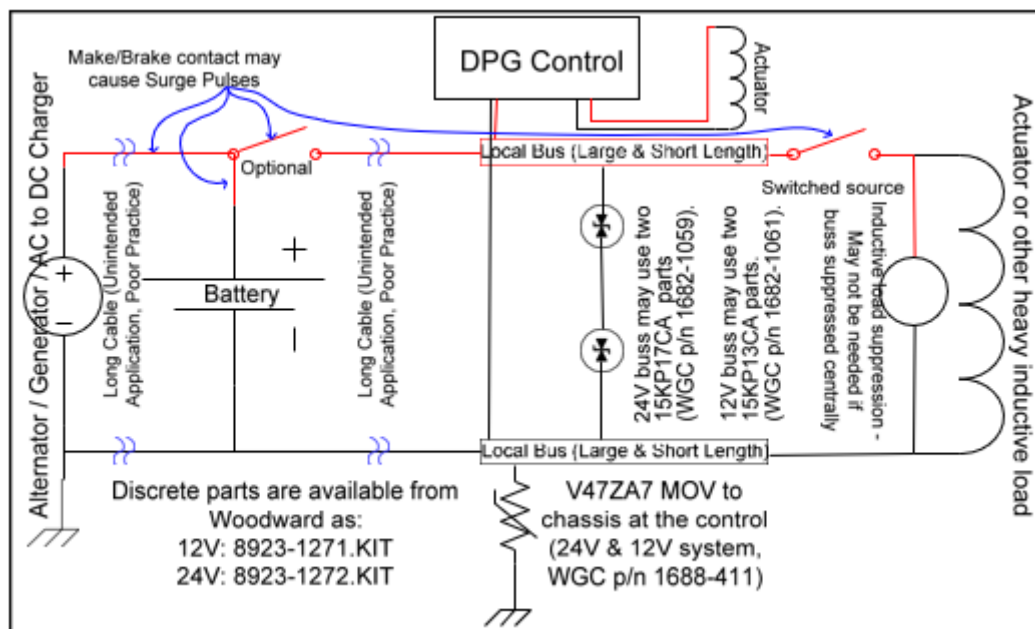 Make/Brake contact may
cause Surge Pulses
DPG Control
Actuator
Optional
Local Bus (Large & Short Length)
Switched source
Alternator / Generator / AC to DC Charger
+
−
Long Cable (Unintended
Application, Poor Practice)
+
Battery
−
Long Cable (Unintended
Application, Poor Practice)
24V buss may use two
15KP17CA parts
(WGC p/n 1682-1059).
12V buss may use two
15KP13CA parts.
(WGC p/n 1682-1061).
Inductive load suppression -
May not be needed if
buss suppressed centrally
Actuator or other heavy inductive load
Local Bus (Large & Short Length)
Discrete parts are available from
Woodward as:
12V: 8923-1271.KIT
24V: 8923-1272.KIT
V47ZA7 MOV to
chassis at the control
(24V & 12V system,
WGC p/n 1688-411)